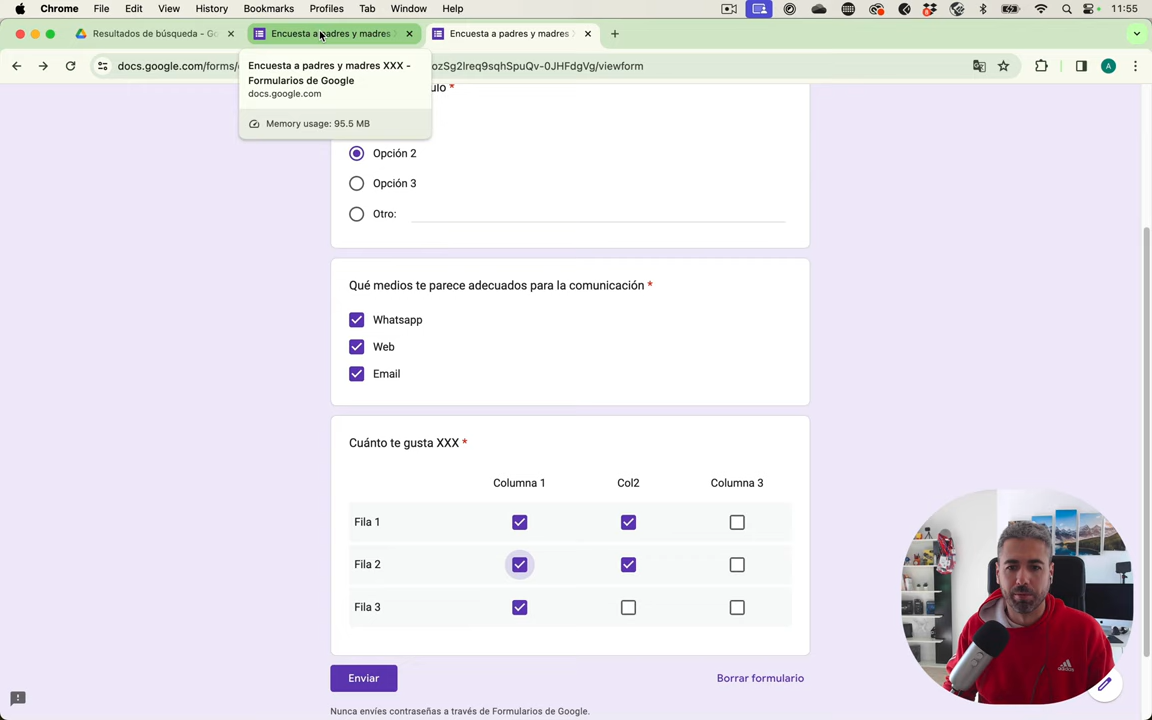 Chrome File Edit View History Bookmarks Profiles Tab Window Help 11:55
Resultados de búsqueda - Go
Encuesta a padres y madres
Encuesta a padres y madres
docs.google.com/forms/
ozSg2lreq9sqhSpuQv-0JHFdgVg/viewform
A
Encuesta a padres y madres XXX -
Formularios de Google
docs.google.com
Memory usage: 95.5 MB
ulo *
Opción 2
Opción 3
Otro:
Qué medios te parece adecuados para la comunicación *
Whatsapp
Web
Email
Cuánto te gusta XXX *
Columna 1 Col2 Columna 3
Fila 1
Fila 2
Fila 3
Enviar
Borrar formulario
Nunca envíes contraseñas a través de Formularios de Google.